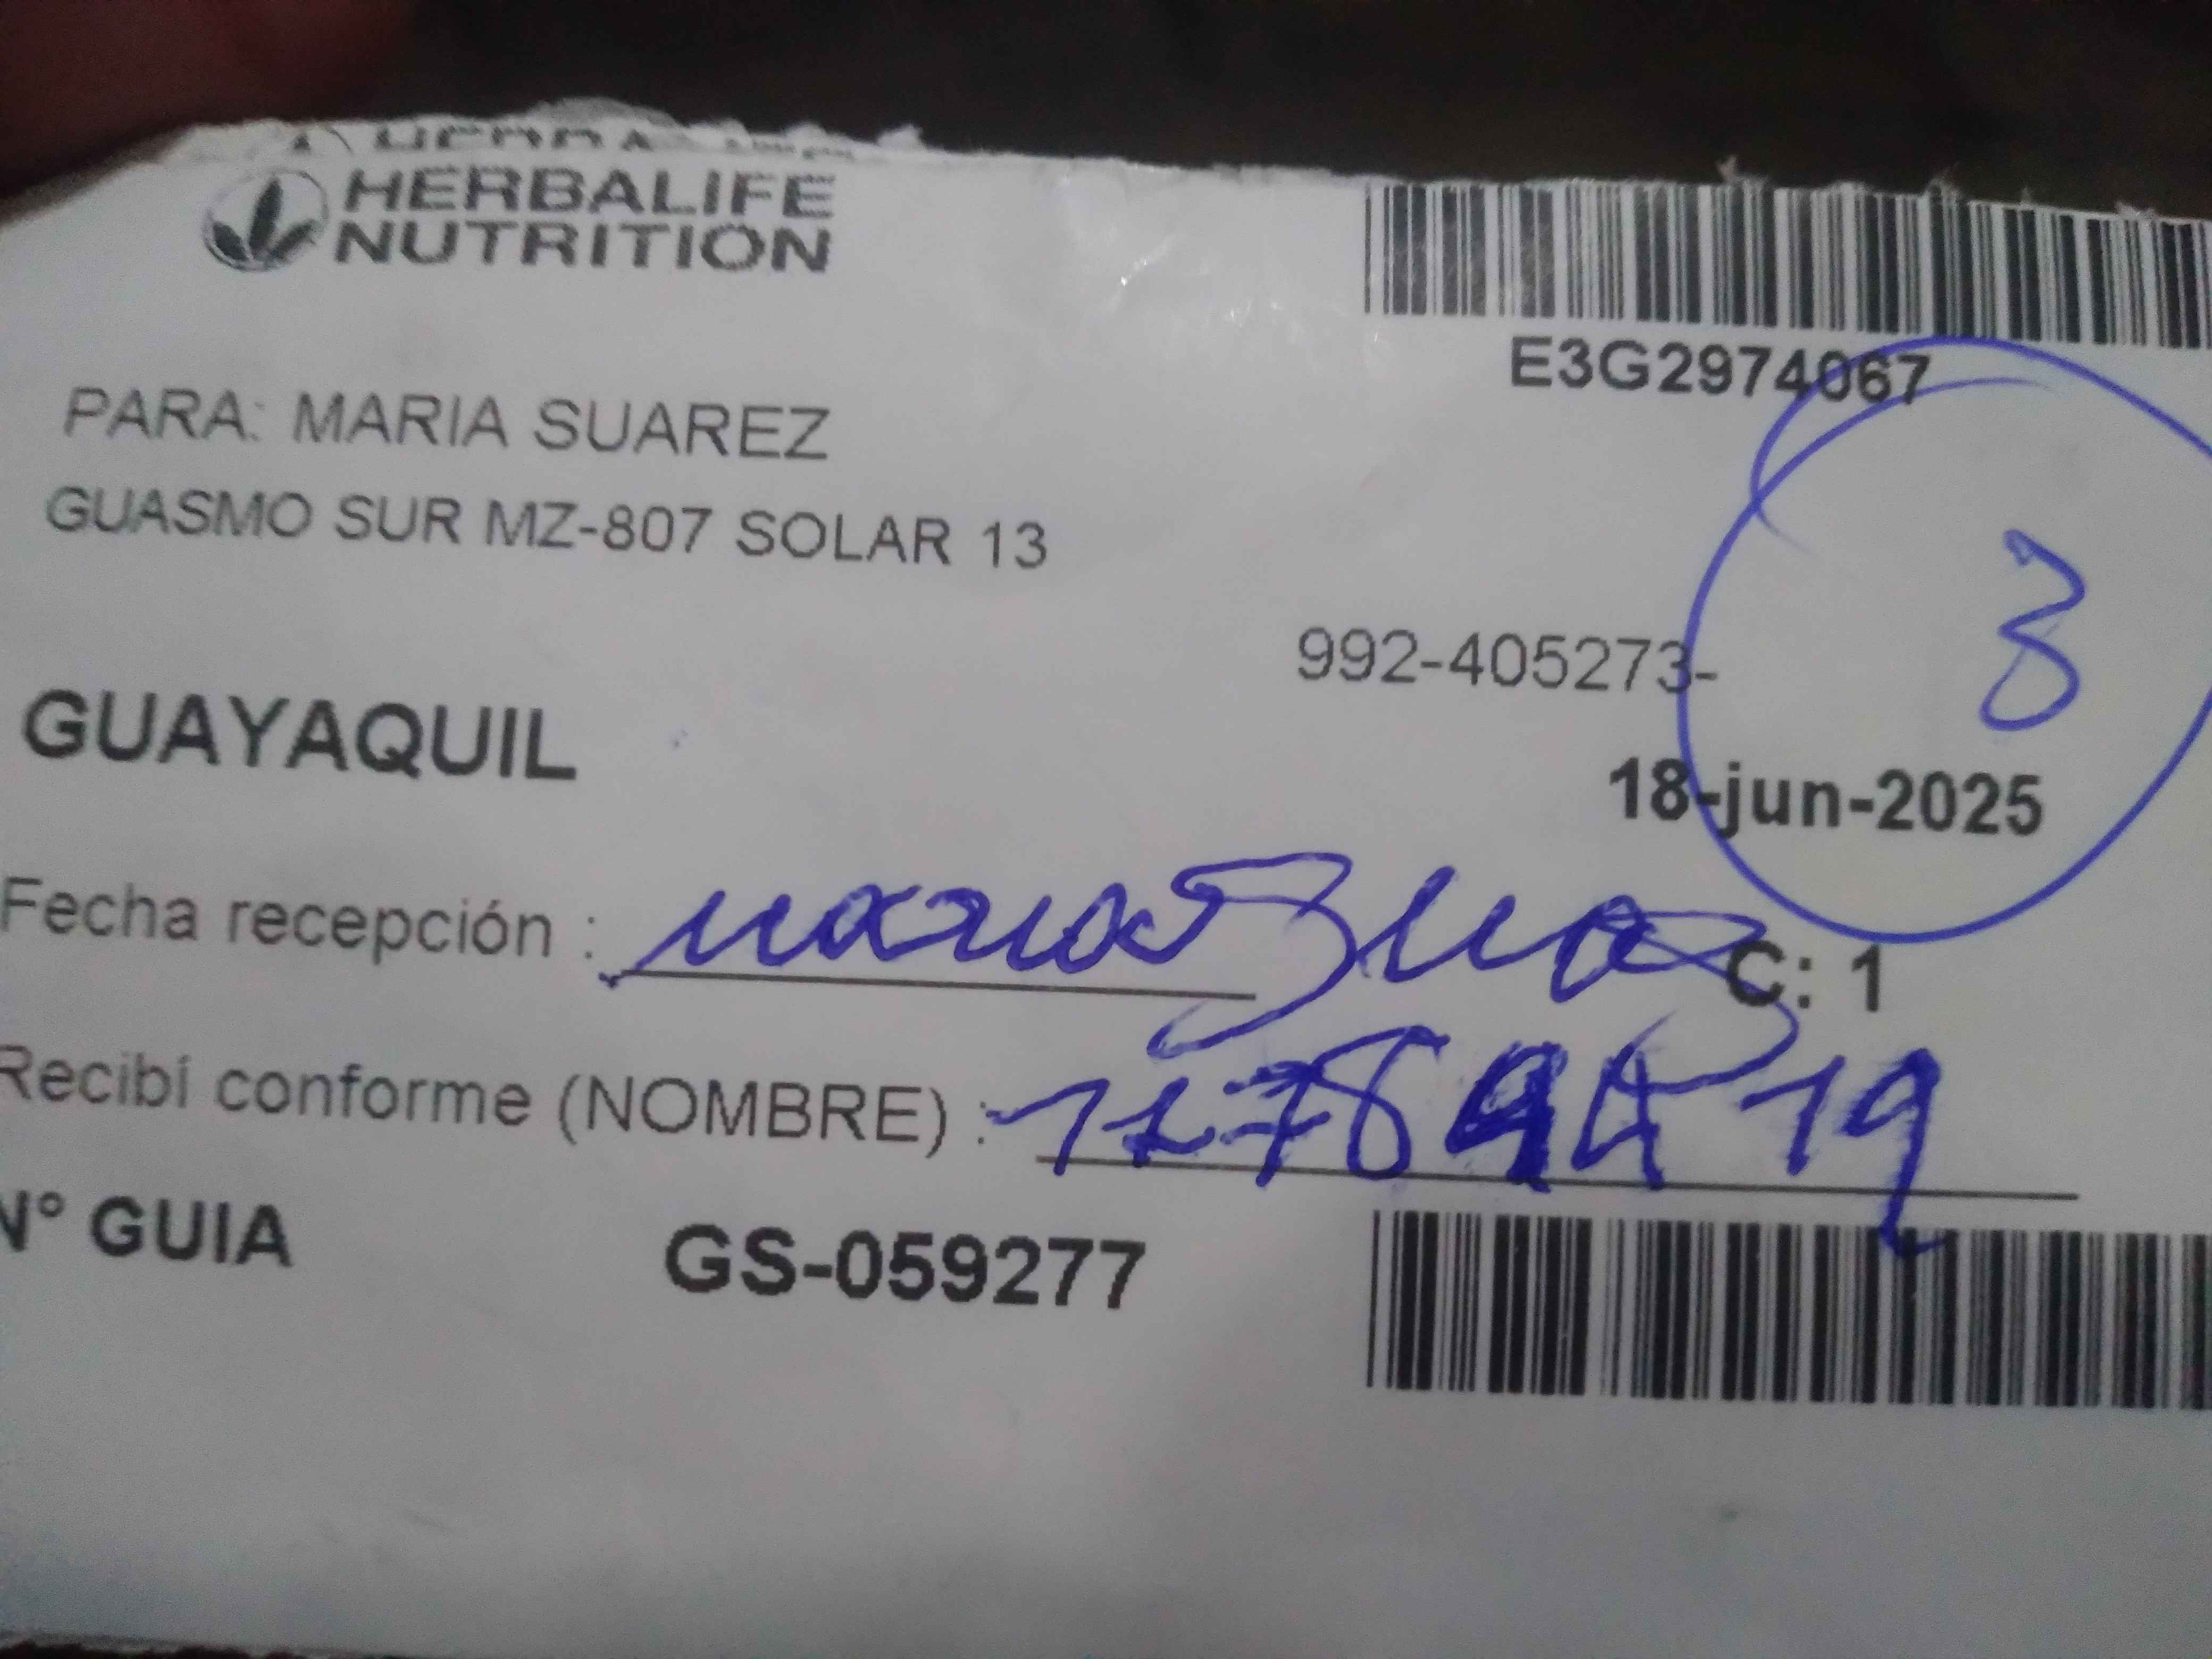 HERBALIFE
NUTRITION
E3G2974067
PARA: MARIA SUAREZ
GUASMO SUR MZ-807 SOLAR 13
3
992-405273-
GUAYAQUIL
18-jun-2025
Fecha recepción :
C: 1
Recibí conforme (NOMBRE) :
N° GUIA GS-059277